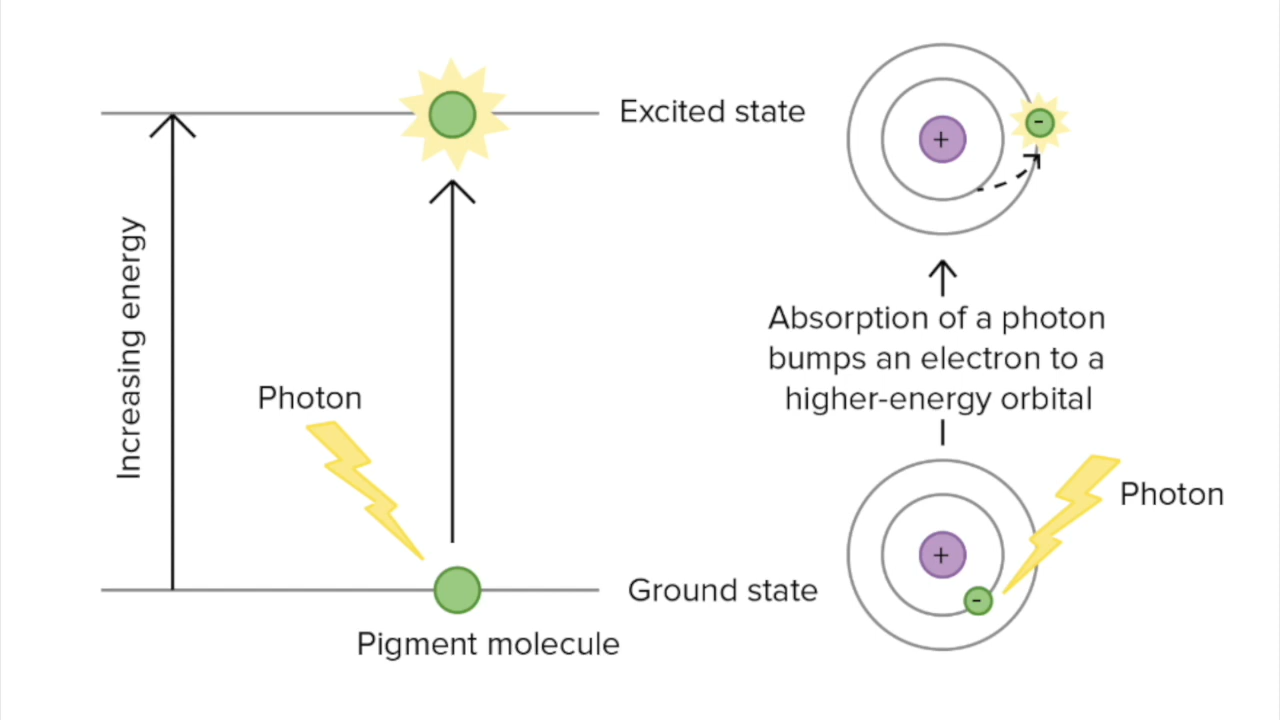 Excited state
+
-
Increasing energy
Absorption of a photon
bumps an electron to a
higher-energy orbital
Photon
Photon
+
-
Ground state
Pigment molecule